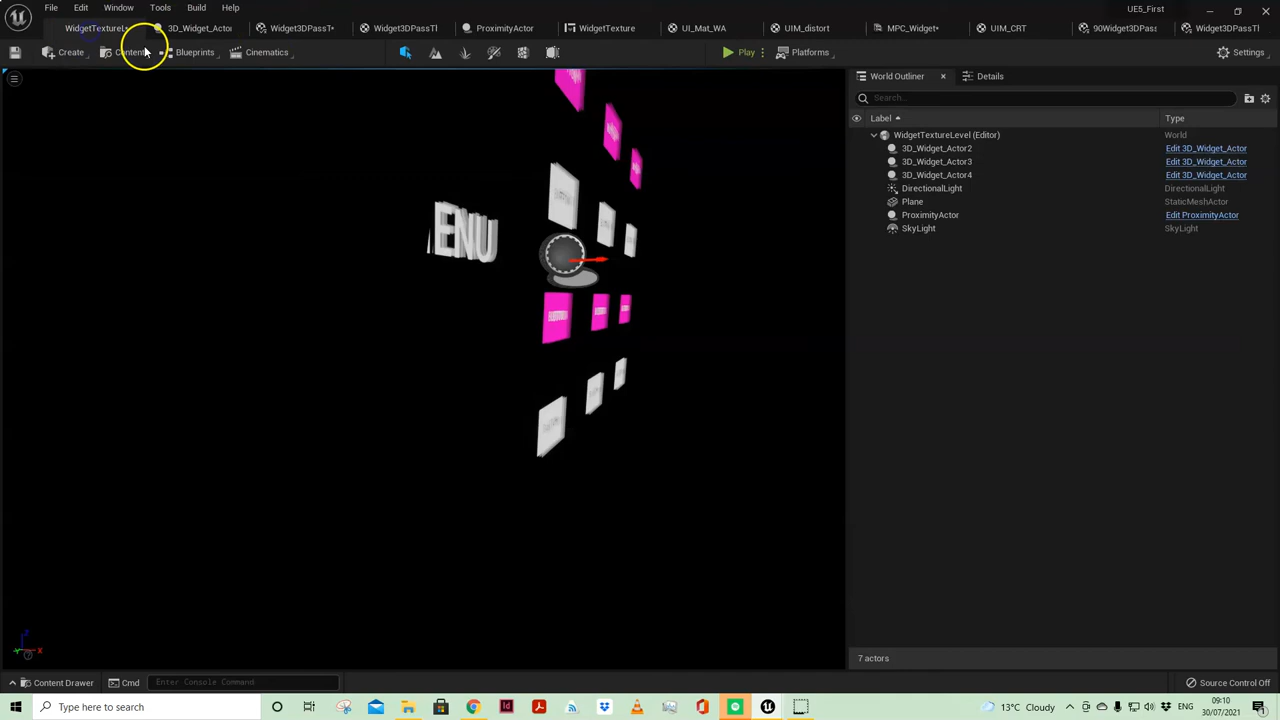 File Edit Window Tools Build Help
UE5_First
WidgetTextureL 3D_Widget_Actor Widget3DPassT* Widget3DPassTl ProximityActor WidgetTexture UI_Mat_WA UIM_distort MPC_Widget* UIM_CRT 90Widget3DPass Widget3DPassTl
Create Content Blueprints Cinematics Play Platforms Settings
World Outliner Details
Search...
Label Type
WidgetTextureLevel (Editor) World
3D_Widget_Actor2 Edit 3D_Widget_Actor
3D_Widget_Actor3 Edit 3D_Widget_Actor
3D_Widget_Actor4 Edit 3D_Widget_Actor
DirectionalLight DirectionalLight
Plane StaticMeshActor
ProximityActor Edit ProximityActor
SkyLight SkyLight
ENU
7 actors
Content Drawer Cmd Enter Console Command Source Control Off
Type here to search 13°C Cloudy ENG 09:10
30/07/2021